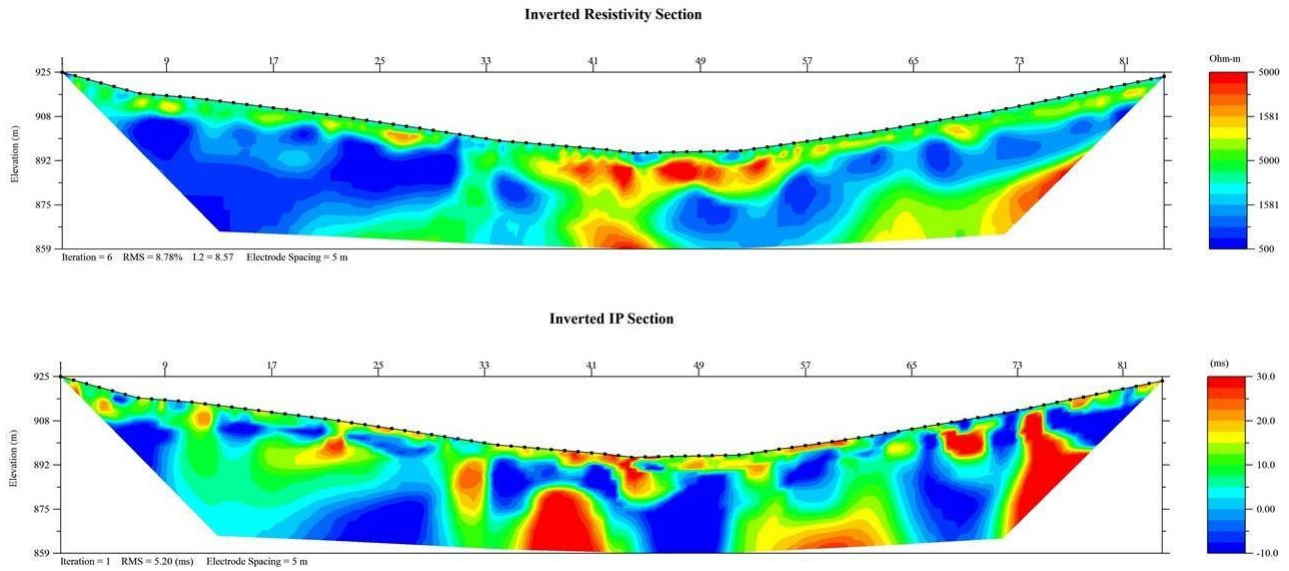 Inverted Resistivity Section
1 9 17 25 33 41 49 57 65 73 81
Ohm-m
925
908
892
875
859
Elevation (m)
5000
1581
5000
1581
500
Iteration = 6 RMS = 8.78% L2 = 8.57 Electrode Spacing = 5 m
Inverted IP Section
1 9 17 25 33 41 49 57 65 73 81
(ms)
925
908
892
875
859
Elevation (m)
30.0
20.0
10.0
0.00
-10.0
Iteration = 1 RMS = 5.20 (ms) Electrode Spacing = 5 m